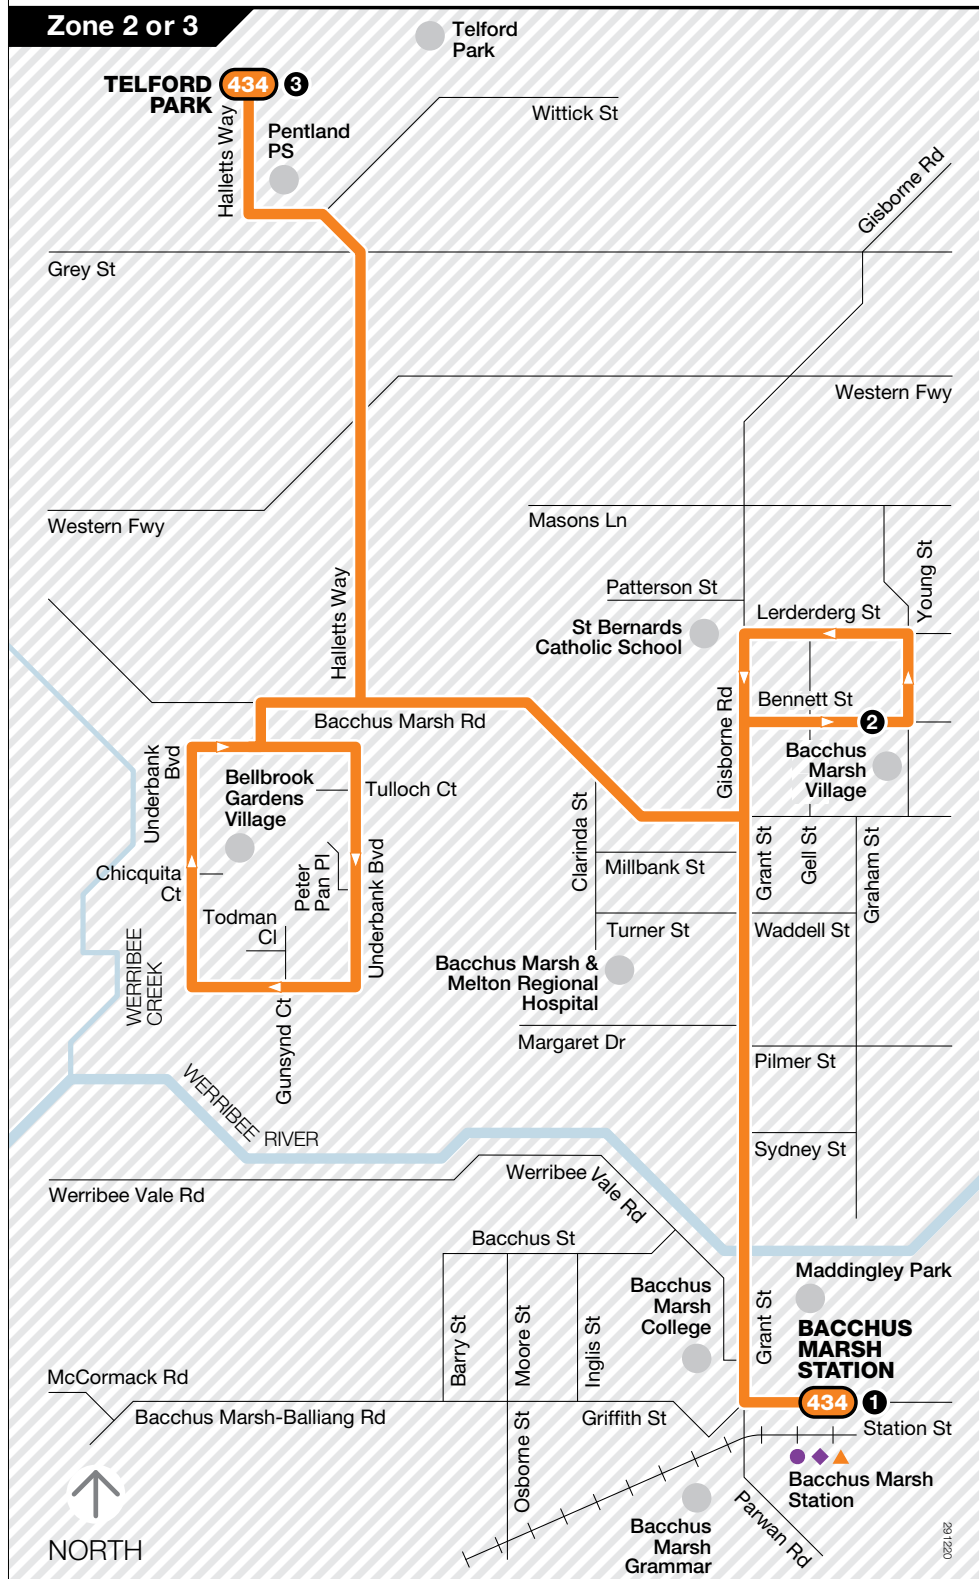 Zone 2 or 3
Telford
Park
TELFORD
PARK
434
3
Halletts Way
Pentland
PS
Wittick St
Gisborne Rd
Grey St
Western Fwy
Western Fwy
Masons Ln
Young St
Halletts Way
Patterson St
Lerderderg St
St Bernards
Catholic School
Gisborne Rd
Bennett St
2
Bacchus Marsh Rd
Bacchus
Marsh
Village
Underbank
Bvd
Bellbrook
Gardens
Village
Tulloch Ct
Clarinda St
Grant St
Gell St
Graham St
Chicquita
Ct
Peter
Pan Pl
Underbank Bvd
Millbank St
Todman
Cl
Turner St
Waddell St
WERRIBEE
CREEK
Gunsynd Ct
Bacchus Marsh &
Melton Regional
Hospital
Margaret Dr
Pilmer St
WERRIBEE
RIVER
Sydney St
Werribee Vale Rd
Werribee Vale Rd
Bacchus St
Maddingley Park
Bacchus
Marsh
College
Grant St
BACCHUS
MARSH
STATION
434
1
Barry St
Moore St
Inglis St
McCormack Rd
Bacchus Marsh-Balliang Rd
Griffith St
Station St
Osborne St
Bacchus Marsh
Station
Parwan Rd
Bacchus
Marsh
Grammar
NORTH
291220